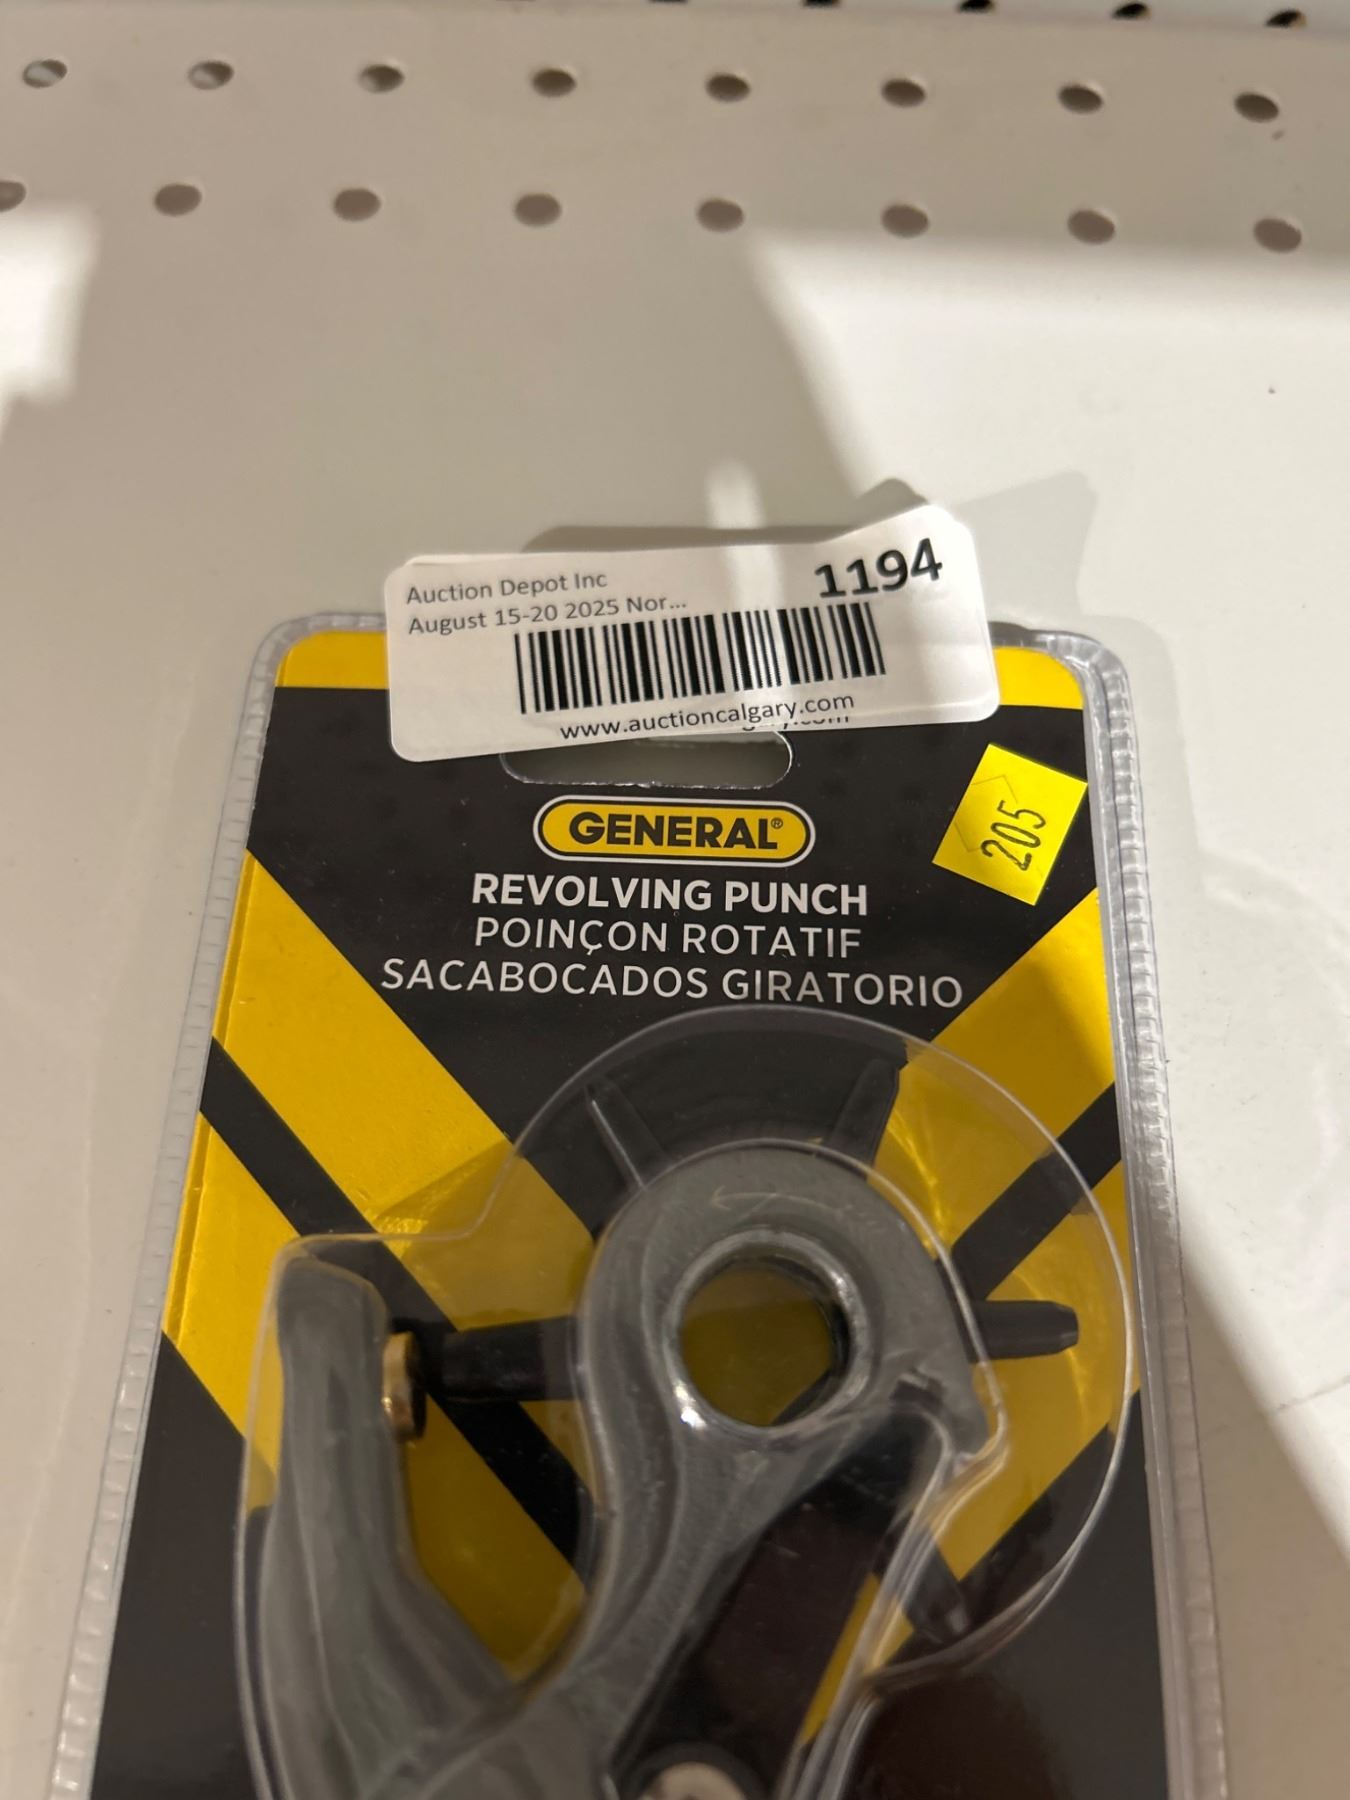 Auction Depot Inc
1194
August 15-20 2025 Nor...
www.auctioncalgary.com
GENERAL®
205
REVOLVING PUNCH
POINÇON ROTATIF
SACABOCADOS GIRATORIO